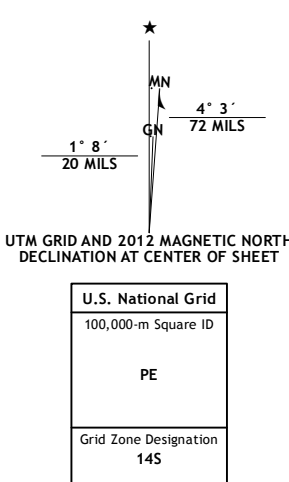 ★
MN
4° 3´
72 MILS
GN
1° 8´
20 MILS
UTM GRID AND 2012 MAGNETIC NORTH
DECLINATION AT CENTER OF SHEET
U.S. National Grid
100,000-m Square ID
PE
Grid Zone Designation
14S